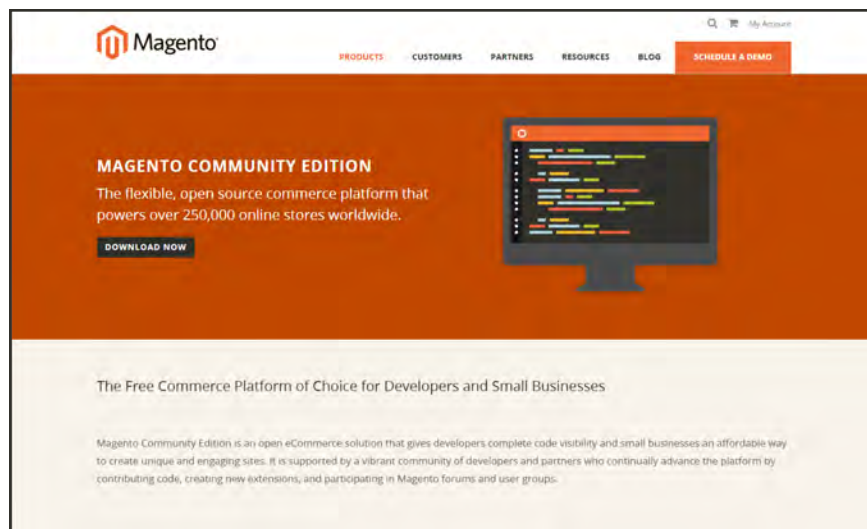 My Account
Magento
PRODUCTS CUSTOMERS PARTNERS RESOURCES BLOG SCHEDULE A DEMO
MAGENTO COMMUNITY EDITION
The flexible, open source commerce platform that
powers over 250,000 online stores worldwide.
DOWNLOAD NOW
The Free Commerce Platform of Choice for Developers and Small Businesses
Magento Community Edition is an open eCommerce solution that gives developers complete code visibility and small businesses an affordable way
to create unique and engaging sites. It is supported by a vibrant community of developers and partners who continually advance the platform by
contributing code, creating new extensions, and participating in Magento forums and user groups.